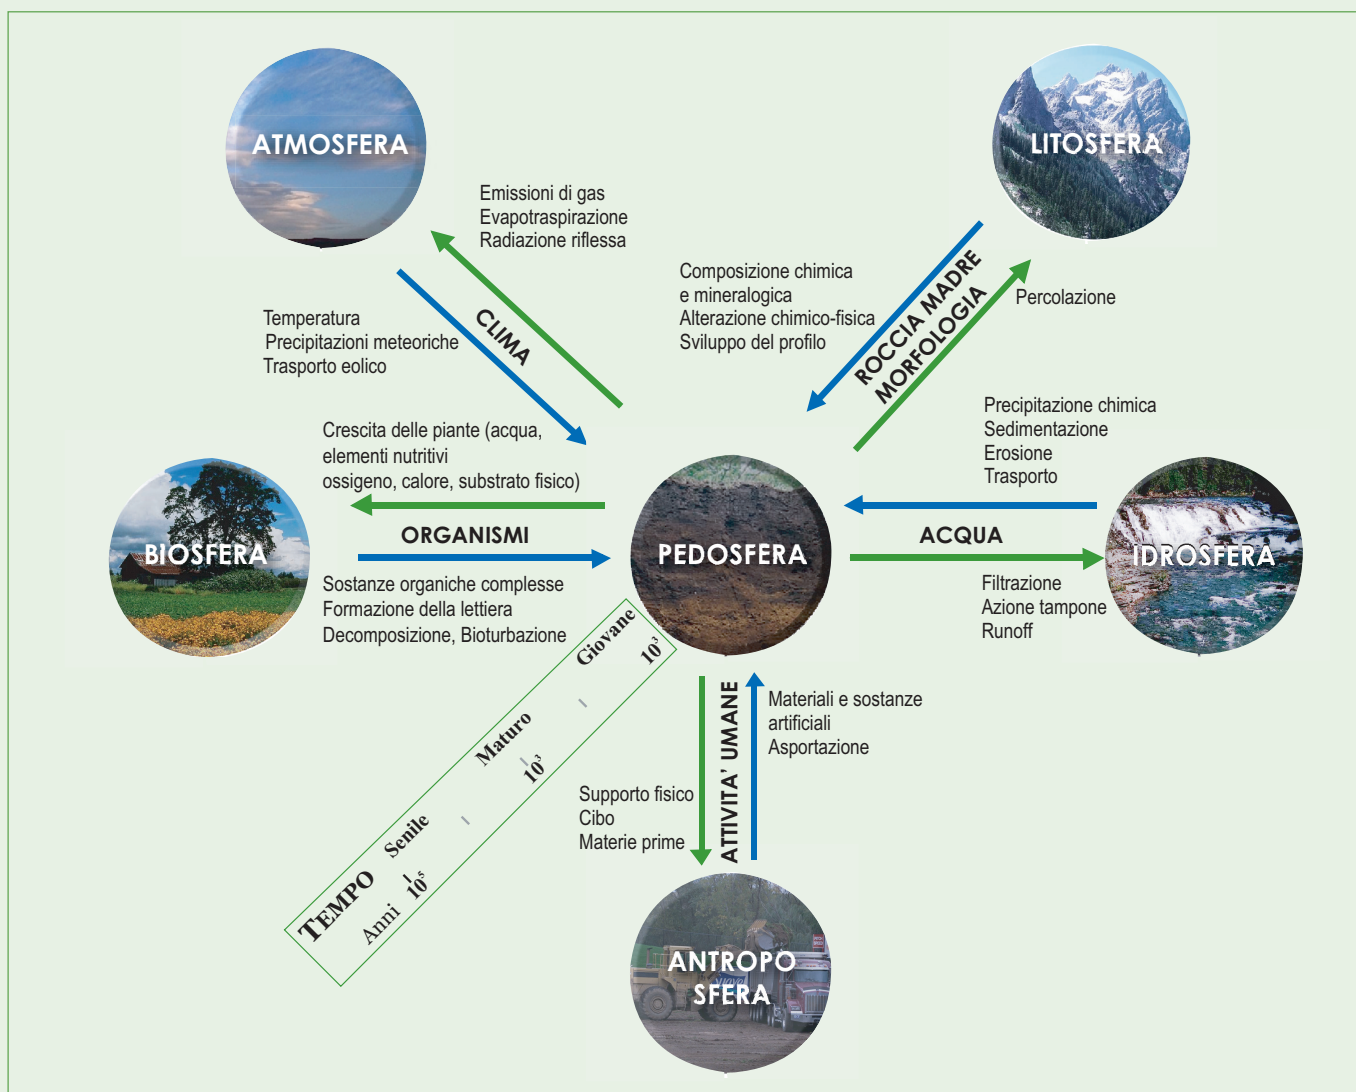 ATMOSFERA
LITOSFERA
Emissioni di gas
Evapotraspirazione
Radiazione riflessa
Composizione chimica
e mineralogica
Alterazione chimico-fisica
Sviluppo del profilo
ROCCIA MADRE
MORFOLOGIA
Percolazione
Temperatura
Precipitazioni meteoriche
Trasporto eolico
CLIMA
Precipitazione chimica
Sedimentazione
Erosione
Trasporto
Crescita delle piante (acqua,
elementi nutritivi
ossigeno, calore, substrato fisico)
BIOSFERA
ORGANISMI
PEDOSFERA
ACQUA
IDROSFERA
Sostanze organiche complesse
Formazione della lettiera
Decomposizione, Bioturbazione
Filtrazione
Azione tampone
Runoff
TEMPO Senile Maturo Giovane
Anni 10⁵ 10³ 10³
ATTIVITA' UMANE
Materiali e sostanze
artificiali
Asportazione
Supporto fisico
Cibo
Materie prime
ANTROPO
SFERA